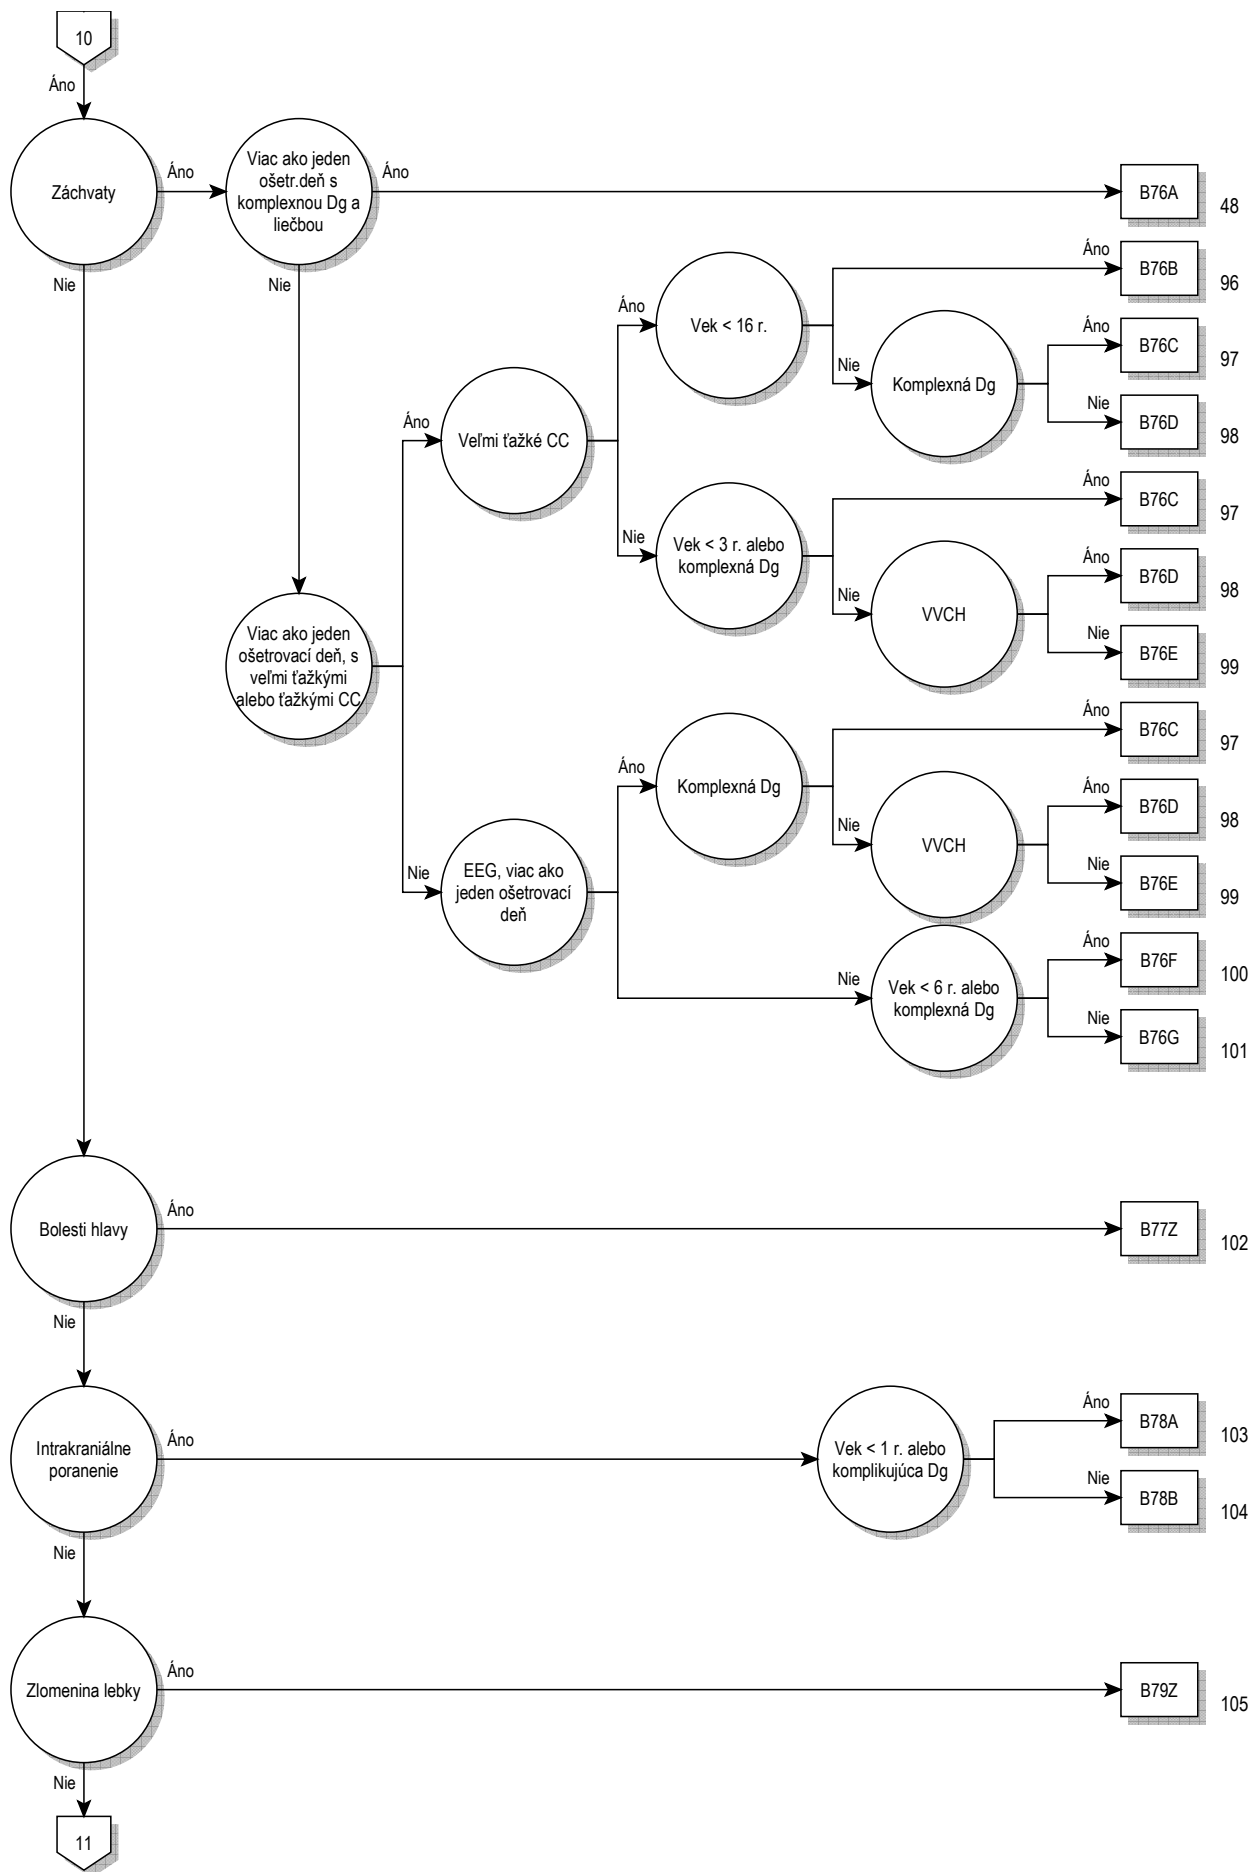 10
Áno
Záchvaty
Áno
Viac ako jeden
ošetr.deň s
komplexnou Dg a
liečbou
Áno
B76A
48
Nie
Nie
Áno
Vek < 16 r.
Áno
B76B
96
Nie
Komplexná Dg
Áno
B76C
97
Nie
B76D
98
Áno
Veľmi ťažké CC
Nie
Vek < 3 r. alebo
komplexná Dg
Áno
B76C
97
Nie
VVCH
Áno
B76D
98
Nie
B76E
99
Viac ako jeden
ošetrovací deň, s
veľmi ťažkými
alebo ťažkými CC
Áno
Komplexná Dg
Áno
B76C
97
Nie
VVCH
Áno
B76D
98
Nie
B76E
99
Nie
EEG, viac ako
jeden ošetrovací
deň
Nie
Vek < 6 r. alebo
komplexná Dg
Áno
B76F
100
Nie
B76G
101
Bolesti hlavy
Áno
B77Z
102
Nie
Intrakraniálne
poranenie
Áno
Vek < 1 r. alebo
komplikujúca Dg
Áno
B78A
103
Nie
B78B
104
Nie
Zlomenina lebky
Áno
B79Z
105
Nie
11